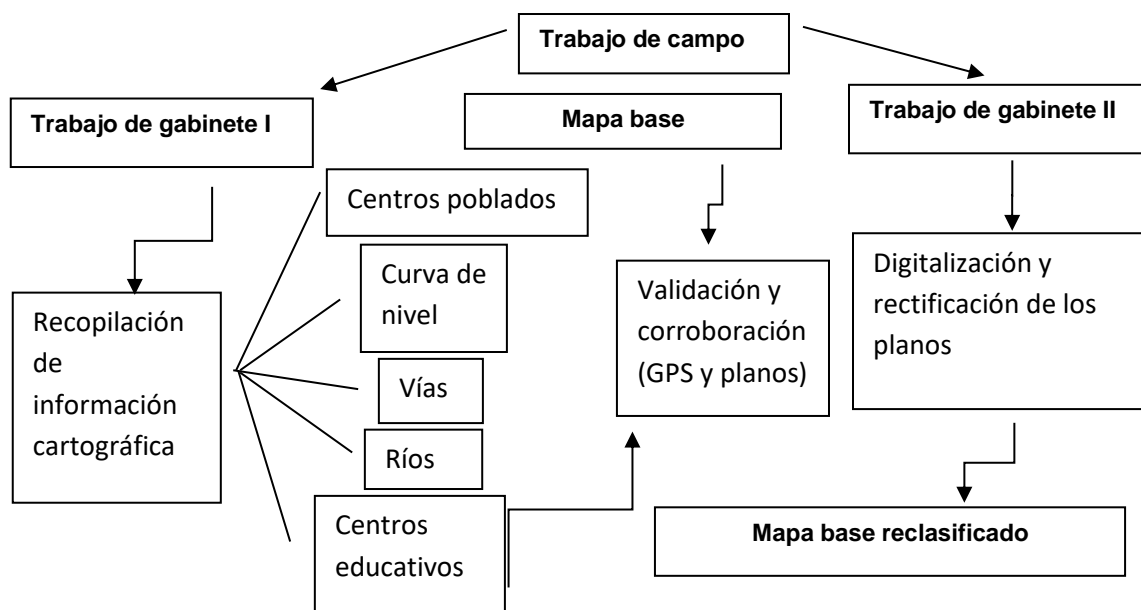 Trabajo de campo
Trabajo de gabinete I
Mapa base
Trabajo de gabinete II
Centros poblados
Curva de
nivel
Vías
Ríos
Centros
educativos
Recopilación
de
información
cartográfica
Validación y
corroboración
(GPS y planos)
Digitalización y
rectificación de los
planos
Mapa base reclasificado